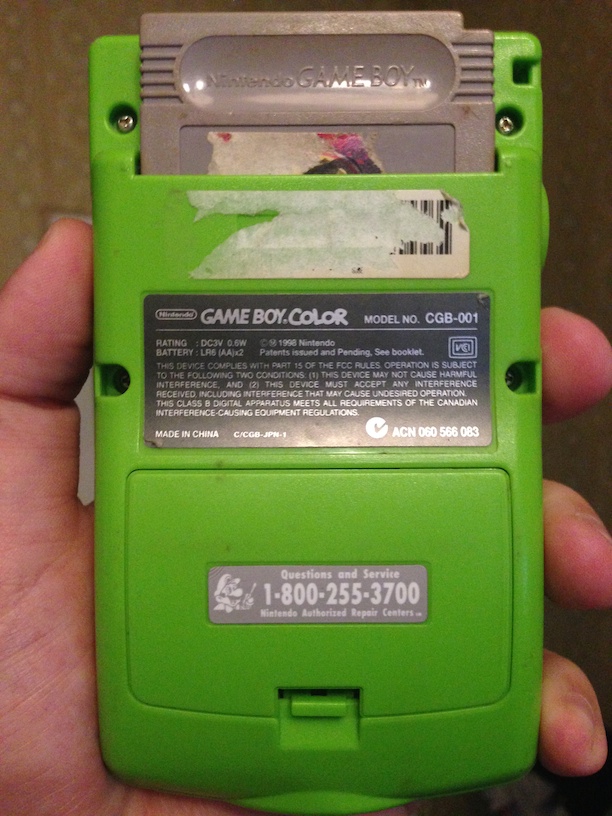 Nintendo GAME BOY™
Nintendo GAME BOY COLOR MODEL NO. CGB-001
RATING : DC3V 0.6W ©Ⓜ 1998 Nintendo
BATTERY : LR6 (AA)x2 Patents issued and Pending, See booklet.
THIS DEVICE COMPLIES WITH PART 15 OF THE FCC RULES. OPERATION IS SUBJECT
TO THE FOLLOWING TWO CONDITIONS: (1) THIS DEVICE MAY NOT CAUSE HARMFUL
INTERFERENCE, AND (2) THIS DEVICE MUST ACCEPT ANY INTERFERENCE
RECEIVED, INCLUDING INTERFERENCE THAT MAY CAUSE UNDESIRED OPERATION.
THIS CLASS B DIGITAL APPARATUS MEETS ALL REQUIREMENTS OF THE CANADIAN
INTERFERENCE-CAUSING EQUIPMENT REGULATIONS.
MADE IN CHINA C/CGB-JPN-1 ACN 060 566 083
Questions and Service
1-800-255-3700
Nintendo Authorized Repair Centers